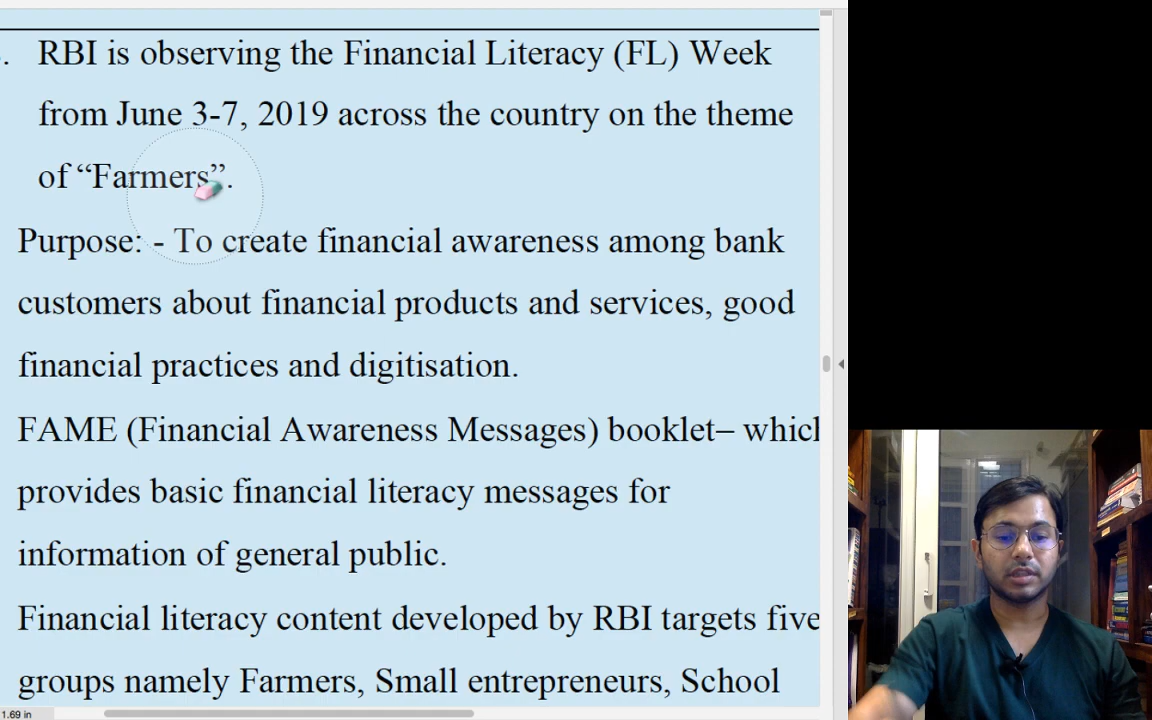 RBI is observing the Financial Literacy (FL) Week
from June 3-7, 2019 across the country on the theme
of “Farmers”.
Purpose: - To create financial awareness among bank
customers about financial products and services, good
financial practices and digitisation.
FAME (Financial Awareness Messages) booklet– which
provides basic financial literacy messages for
information of general public.
Financial literacy content developed by RBI targets five
groups namely Farmers, Small entrepreneurs, School
1.69 in